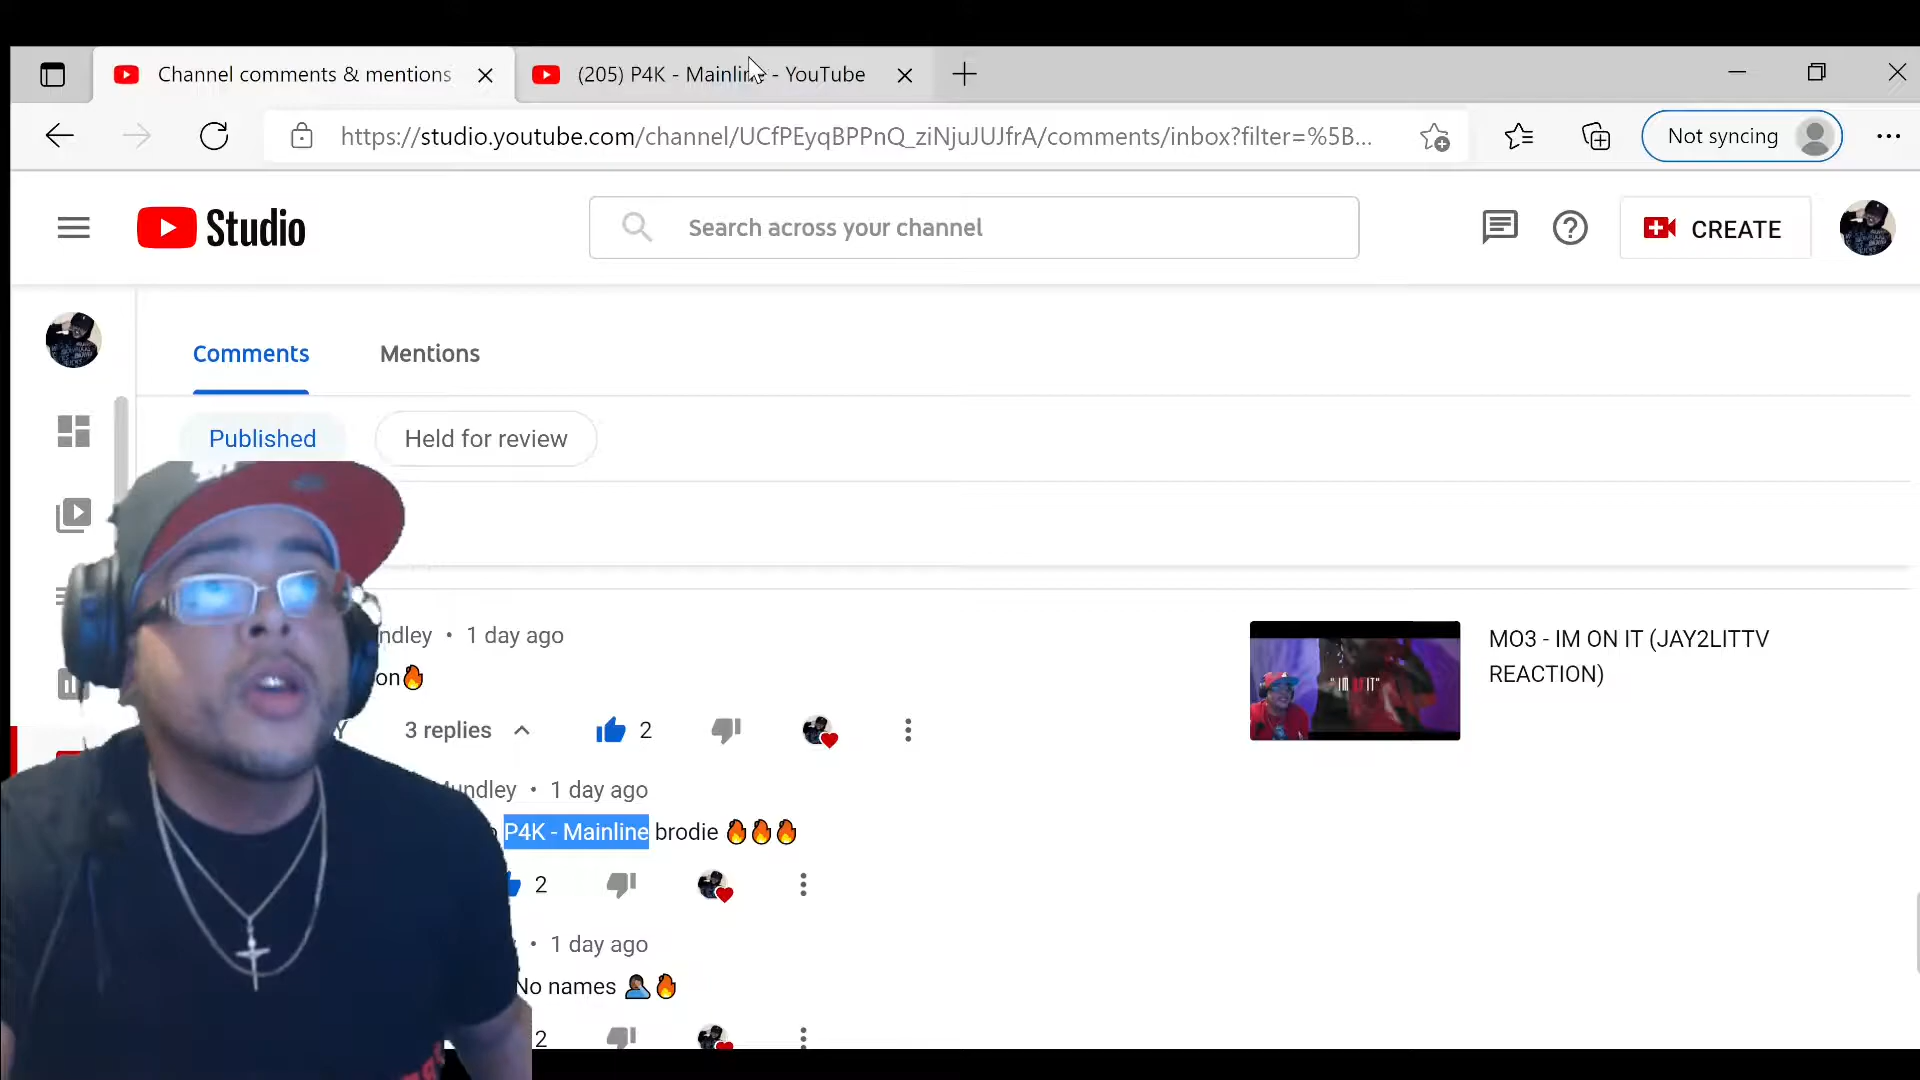 Channel comments & mentions
(205) P4K - Mainline - YouTube
https://studio.youtube.com/channel/UCfPEyqBPPnQ_ziNjuJUJfrA/comments/inbox?filter=%5B...
Not syncing
Studio
Search across your channel
CREATE
Comments
Mentions
Published
Held for review
ndley • 1 day ago
on🔥
3 replies
2
MO3 - IM ON IT (JAY2LITTV
REACTION)
"IM IT"
undley • 1 day ago
P4K - Mainline brodie 🔥🔥🔥
2
• 1 day ago
No names 🤦🏾‍♂️🔥
2